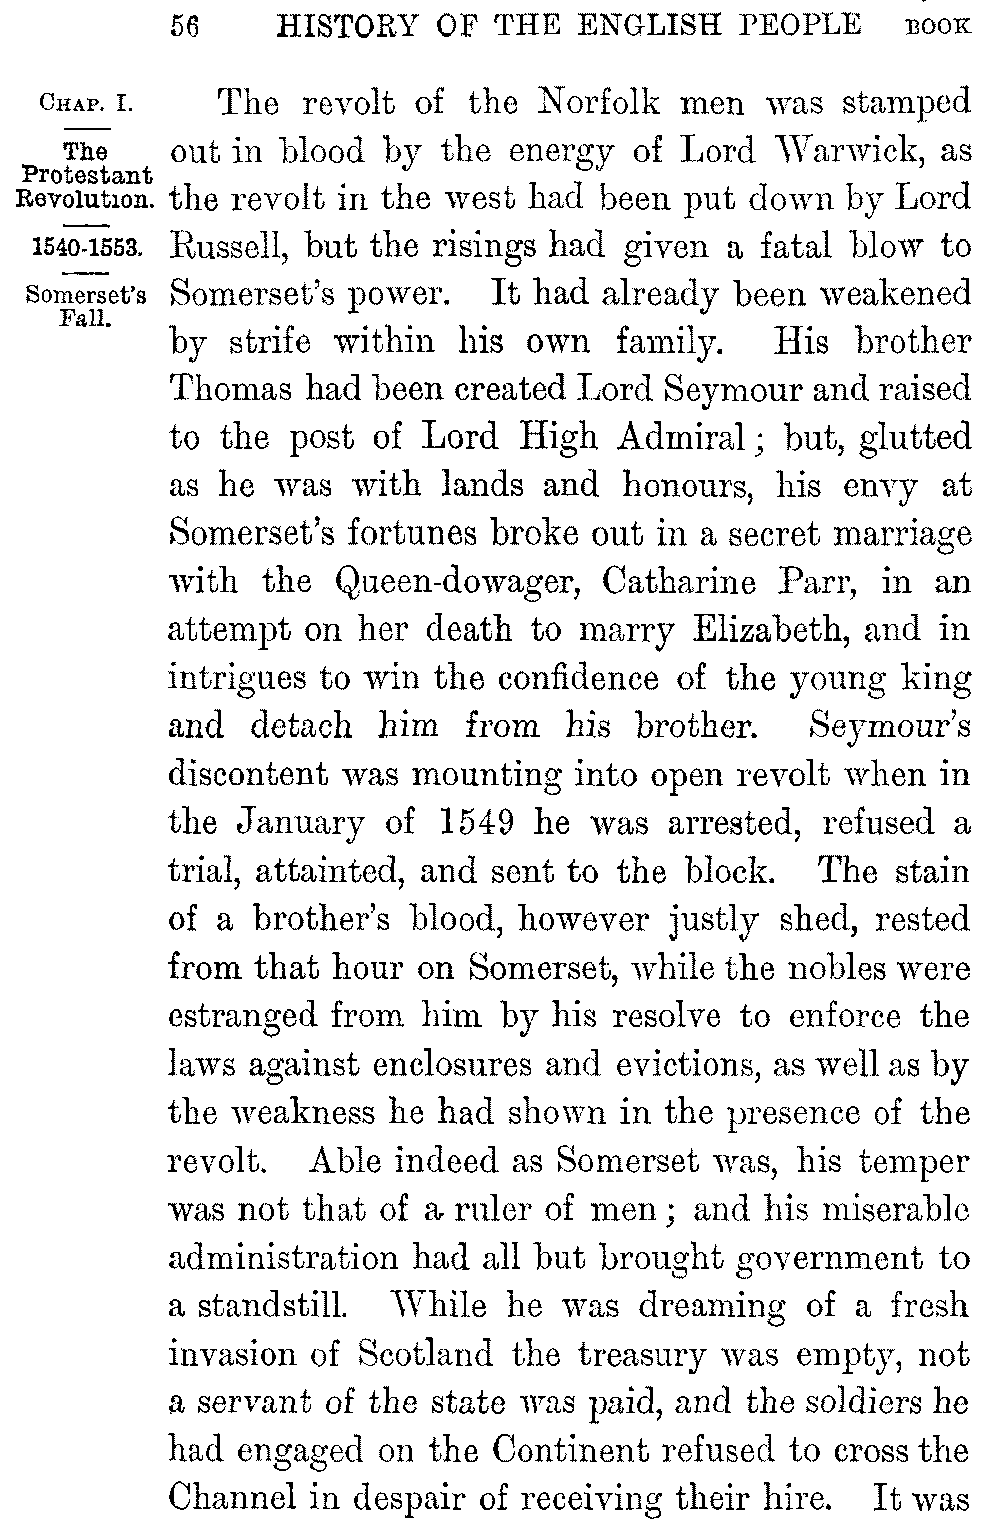 56 HISTORY OF THE ENGLISH PEOPLE BOOK
CHAP. I.
The
Protestant
Revolution.
1540-1553.
Somerset's
Fall.
The revolt of the Norfolk men was stamped
out in blood by the energy of Lord Warwick, as
the revolt in the west had been put down by Lord
Russell, but the risings had given a fatal blow to
Somerset's power. It had already been weakened
by strife within his own family. His brother
Thomas had been created Lord Seymour and raised
to the post of Lord High Admiral; but, glutted
as he was with lands and honours, his envy at
Somerset's fortunes broke out in a secret marriage
with the Queen-dowager, Catharine Parr, in an
attempt on her death to marry Elizabeth, and in
intrigues to win the confidence of the young king
and detach him from his brother. Seymour's
discontent was mounting into open revolt when in
the January of 1549 he was arrested, refused a
trial, attainted, and sent to the block. The stain
of a brother's blood, however justly shed, rested
from that hour on Somerset, while the nobles were
estranged from him by his resolve to enforce the
laws against enclosures and evictions, as well as by
the weakness he had shown in the presence of the
revolt. Able indeed as Somerset was, his temper
was not that of a ruler of men; and his miserable
administration had all but brought government to
a standstill. While he was dreaming of a fresh
invasion of Scotland the treasury was empty, not
a servant of the state was paid, and the soldiers he
had engaged on the Continent refused to cross the
Channel in despair of receiving their hire. It was